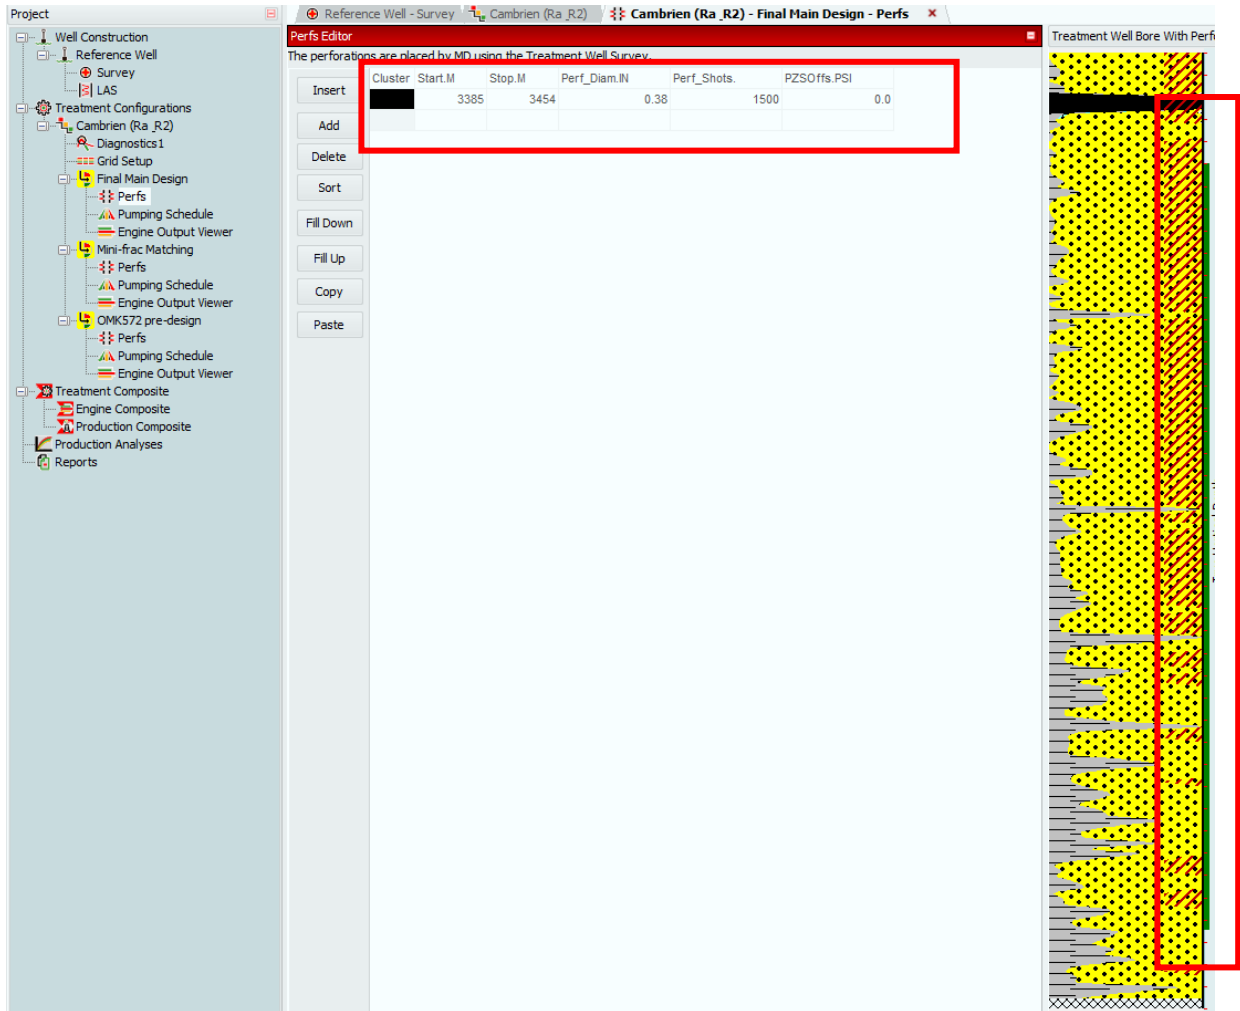 Project
Well Construction
Reference Well
Survey
LAS
Treatment Configurations
Cambrien (Ra_R2)
Diagnostics1
Grid Setup
Final Main Design
Perfs
Pumping Schedule
Engine Output Viewer
Mini-frac Matching
Perfs
Pumping Schedule
Engine Output Viewer
OMK572 pre-design
Perfs
Pumping Schedule
Engine Output Viewer
Treatment Composite
Engine Composite
Production Composite
Production Analyses
Reports
Reference Well - Survey Cambrien (Ra_R2) Cambrien (Ra_R2) - Final Main Design - Perfs
Perfs Editor
The perforations are placed by MD using the Treatment Well Survey.
Insert
Add
Delete
Sort
Fill Down
Fill Up
Copy
Paste
Cluster Start.M Stop.M Perf_Diam.IN Perf_Shots. PZSOffs.PSI
3385 3454 0.38 1500 0.0
Treatment Well Bore With Perf